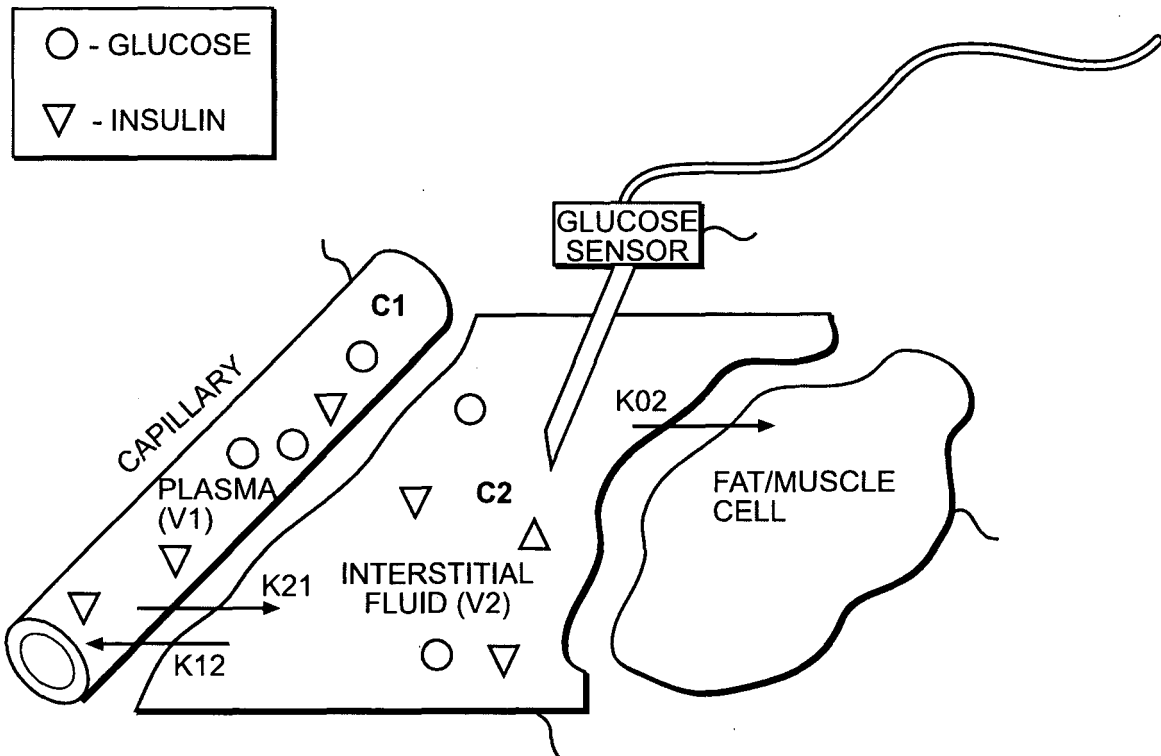 - GLUCOSE
- INSULIN
GLUCOSE
SENSOR
C1
CAPILLARY
K02
PLASMA
(V1)
C2
FAT/MUSCLE
CELL
K21
INTERSTITIAL
FLUID (V2)
K12